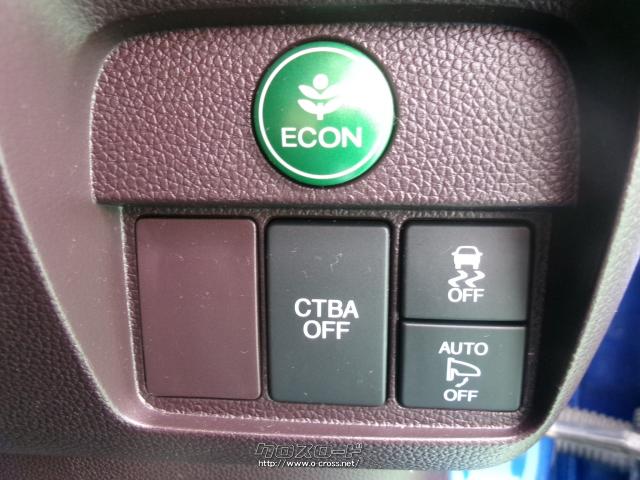 ECON
CTBA
OFF
OFF
AUTO
OFF
クロスロード
http://www.o-cross.net/